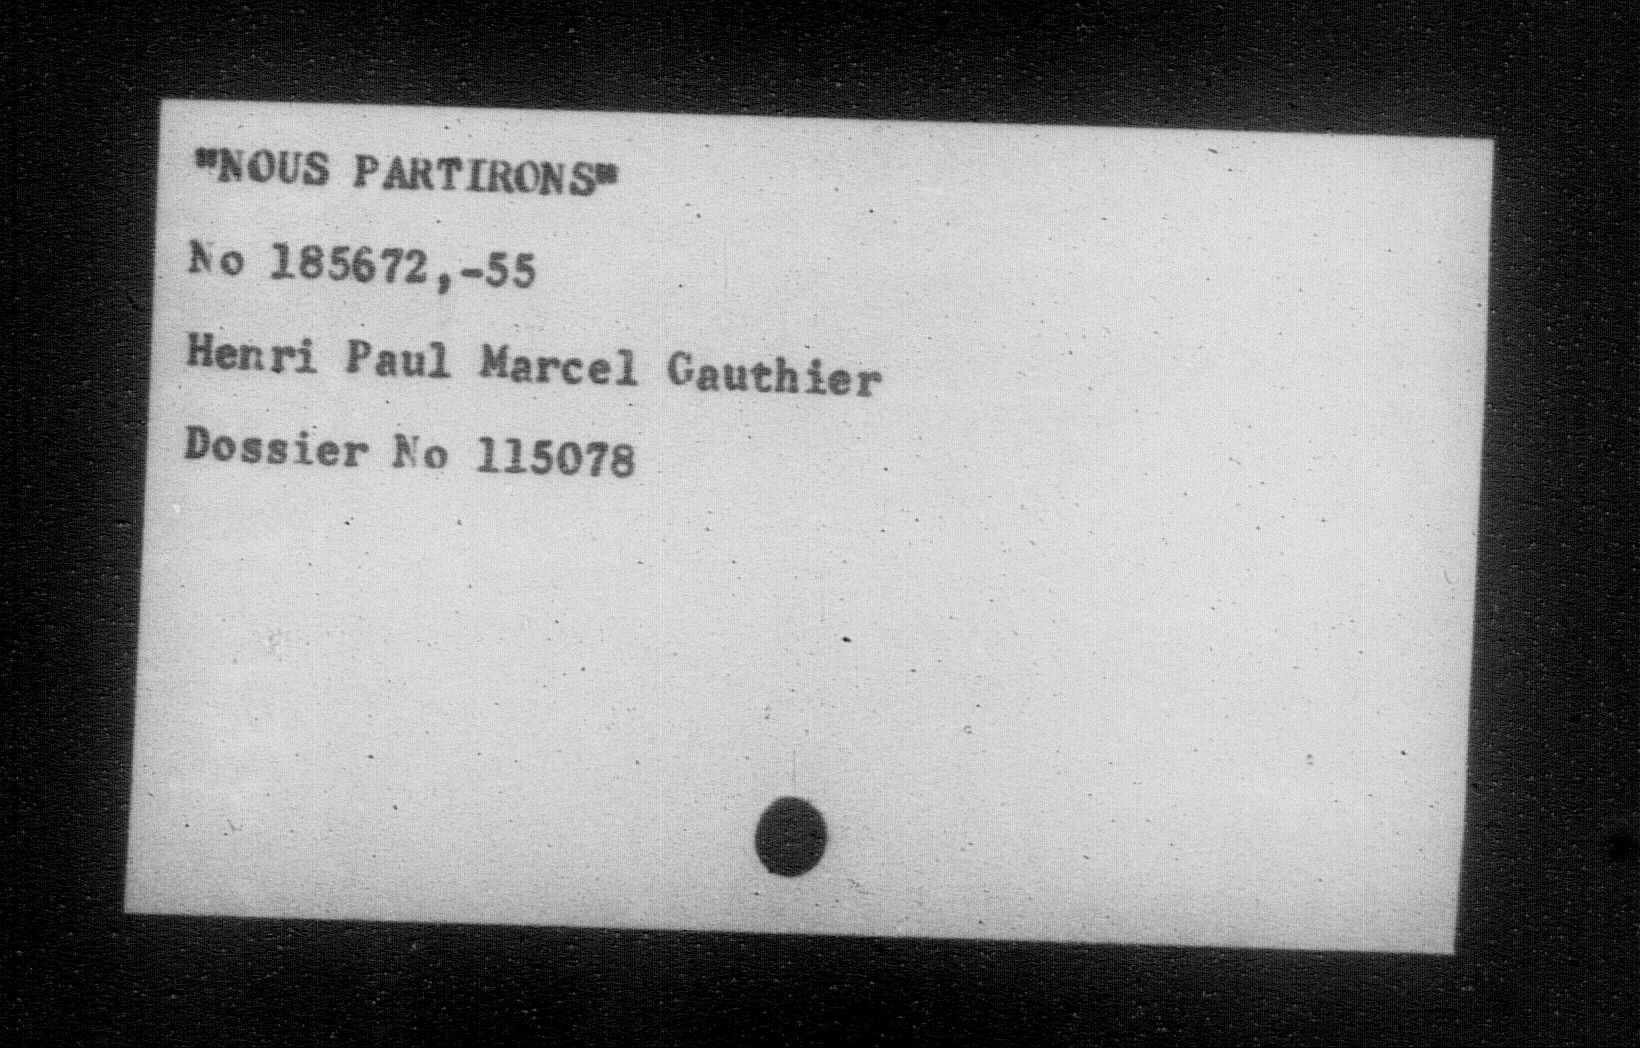 "NOUS PARTIRONS"
No 185672,-55
Henri Paul Marcel Gauthier
Dossier No 115078